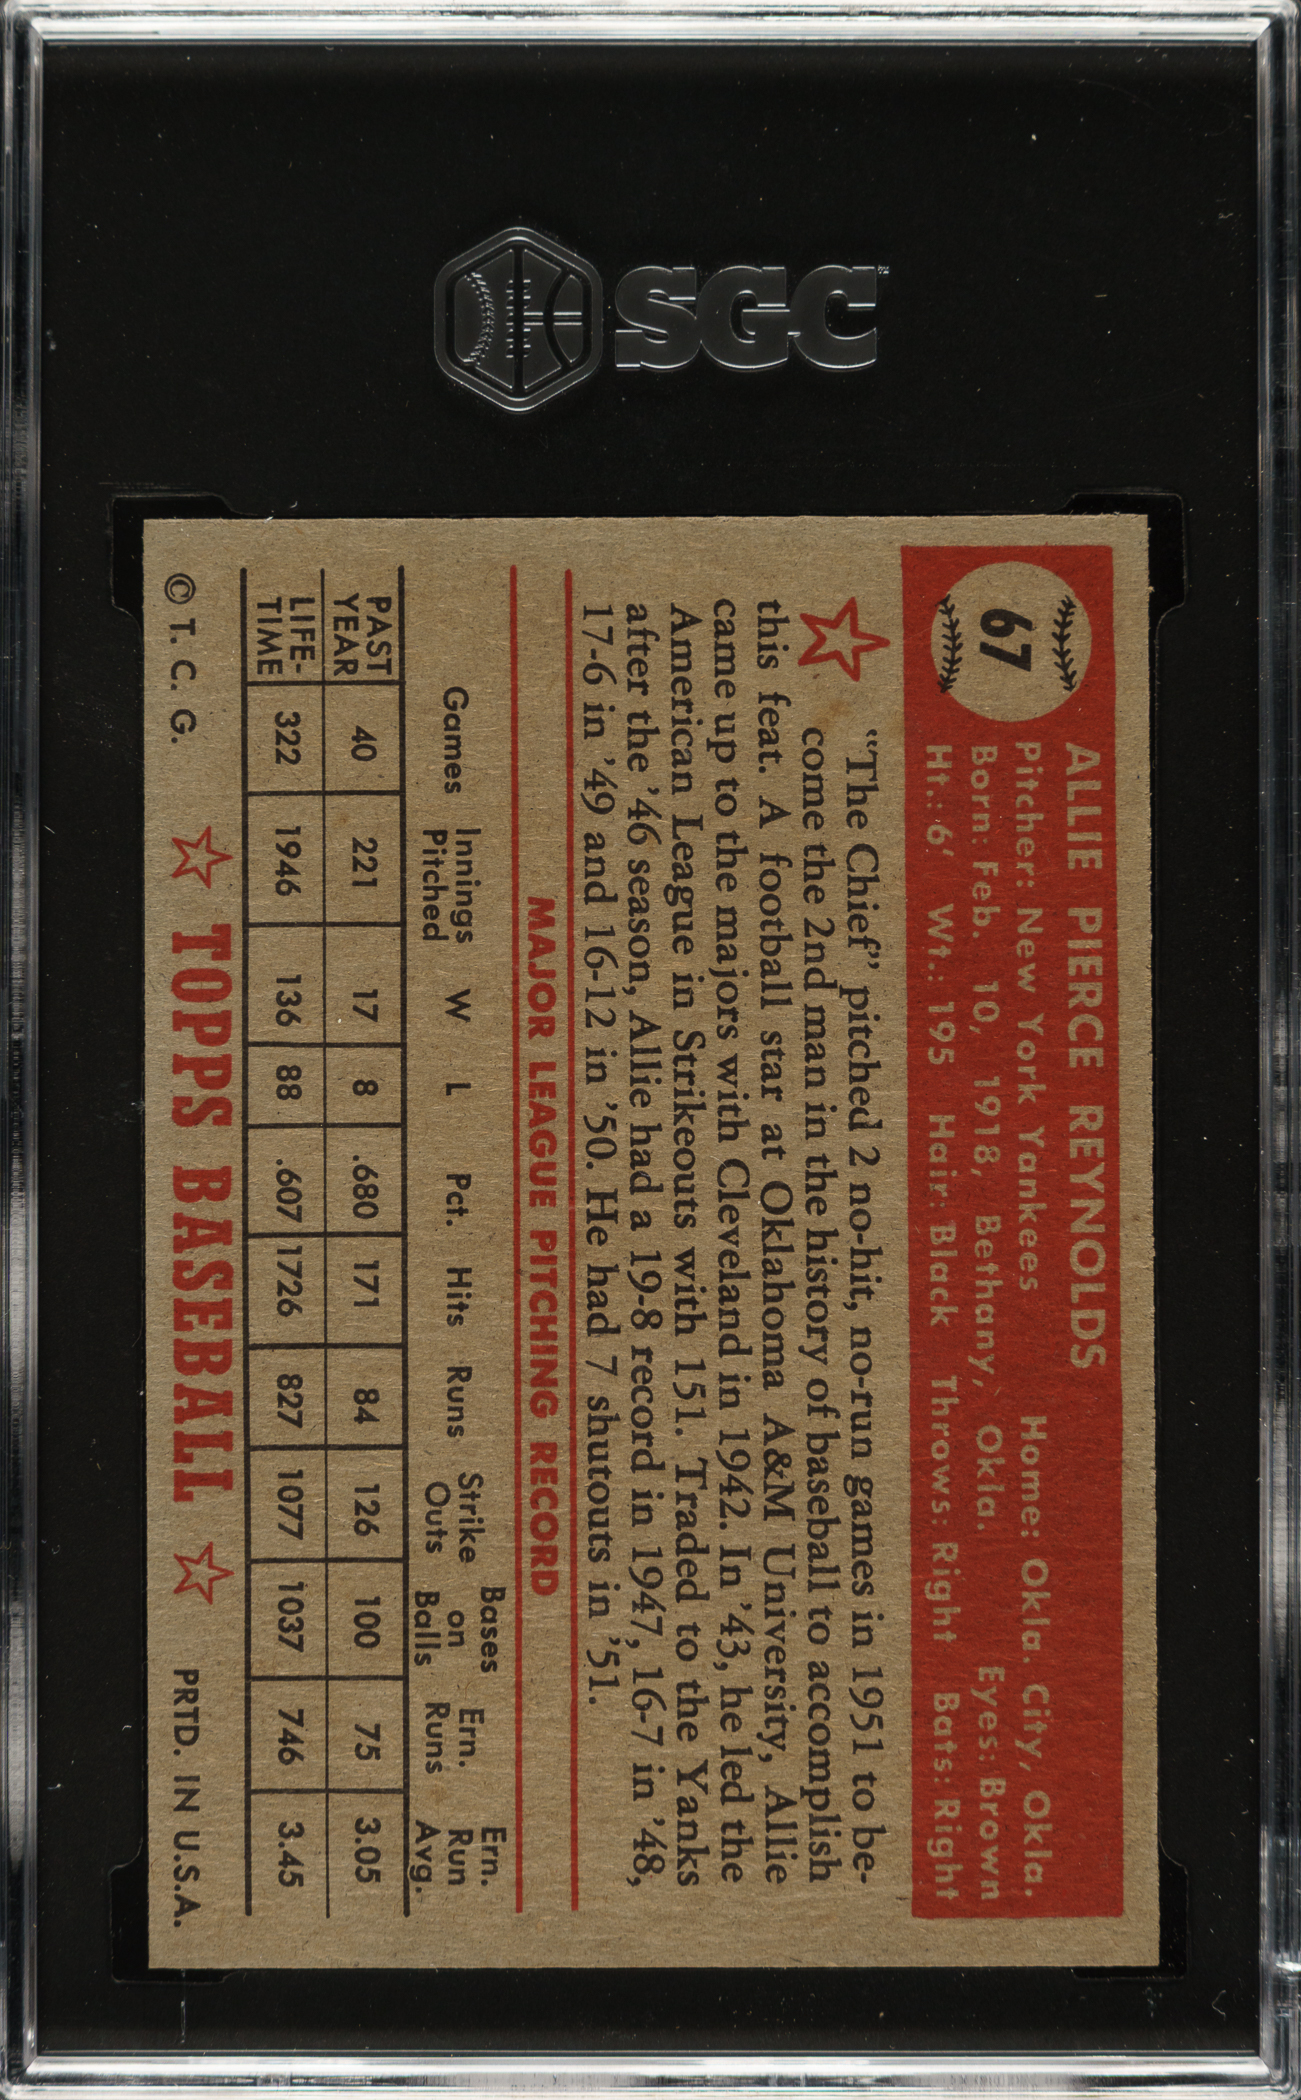 SGC
67
ALLIE PIERCE REYNOLDS
Pitcher: New York Yankees Home: Okla. City, Okla.
Born: Feb. 10, 1918, Bethany, Okla. Eyes: Brown
Ht.: 6' Wt.: 195 Hair: Black Throws: Right Bats: Right
"The Chief" pitched 2 no-hit, no-run games in 1951 to be-
come the 2nd man in the history of baseball to accomplish
this feat. A football star at Oklahoma A&M University, Allie
came up to the majors with Cleveland in 1942. In '43, he led the
American League in Strikeouts with 151. Traded to the Yanks
after the '46 season, Allie had a 19-8 record in 1947, 16-7 in '48,
17-6 in '49 and 16-12 in '50. He had 7 shutouts in '51.
MAJOR LEAGUE PITCHING RECORD
Games Innings Pitched W L Pct. Hits Runs Strike Outs Bases on Balls Ern. Runs Ern. Run Avg.
PAST YEAR 40 221 17 8 .680 171 84 126 100 75 3.05
LIFE-TIME 322 1946 136 88 .607 1726 827 1077 1037 746 3.45
© T. C. G. TOPPS BASEBALL PRTD. IN U.S.A.